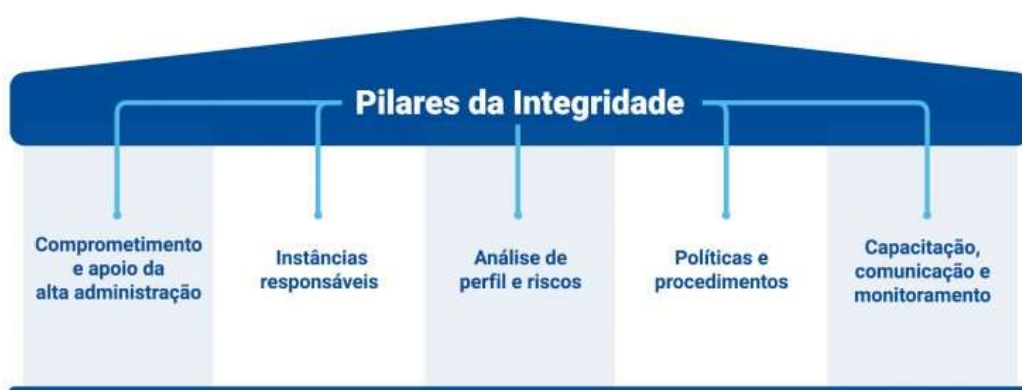 Pilares da Integridade
Comprometimento
e apoio da
alta administração
Instâncias
responsáveis
Análise de
perfil e riscos
Políticas e
procedimentos
Capacitação,
comunicação e
monitoramento